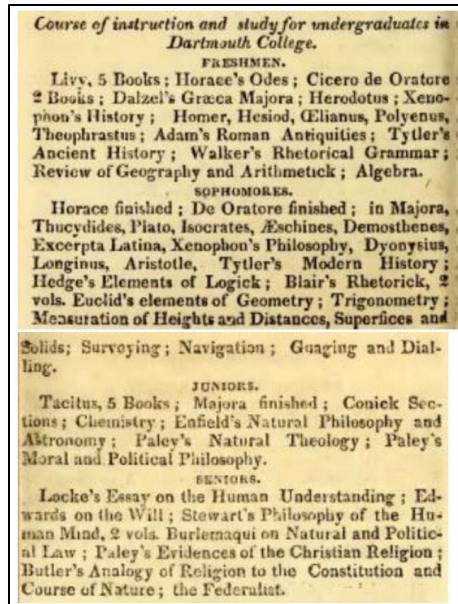 Course of instruction and study for undergraduates in
Dartmouth College.
FRESHMEN.
Livy, 5 Books; Horace's Odes; Cicero de Oratore
2 Books; Dalzel's Græca Majora; Herodotus; Xeno-
phon's History; Homer, Hesiod, Œlianus, Polyenus,
Theophrastus; Adam's Roman Antiquities; Tytler's
Ancient History; Walker's Rhetorical Grammar;
Review of Geography and Arithmetick; Algebra.
SOPHOMORES.
Horace finished; De Oratore finished; in Majora,
Thucydides, Plato, Isocrates, Æschines, Demosthenes,
Excerpta Latina, Xenophon's Philosophy, Dyonysius,
Longinus, Aristotle, Tytler's Modern History;
Hedge's Elements of Logick; Blair's Rhetorick, 2
vols. Euclid's elements of Geometry; Trigonometry;
Measuration of Heights and Distances, Superfices and
Solids; Surveying; Navigation; Guaging and Dial-
ling.
JUNIORS.
Tacitus, 5 Books; Majora finished; Conick Sec-
tions; Chemistry; Enfield's Natural Philosophy and
Astronomy; Paley's Natural Theology; Paley's
Moral and Political Philosophy.
SENIORS.
Locke's Essay on the Human Understanding; Ed-
wards on the Will; Stewart's Philosophy of the Hu-
man Mind, 2 vols. Burlemaqui on Natural and Politic-
al Law; Paley's Evidences of the Christian Religion;
Butler's Analogy of Religion to the Constitution and
Course of Nature; the Federalist.